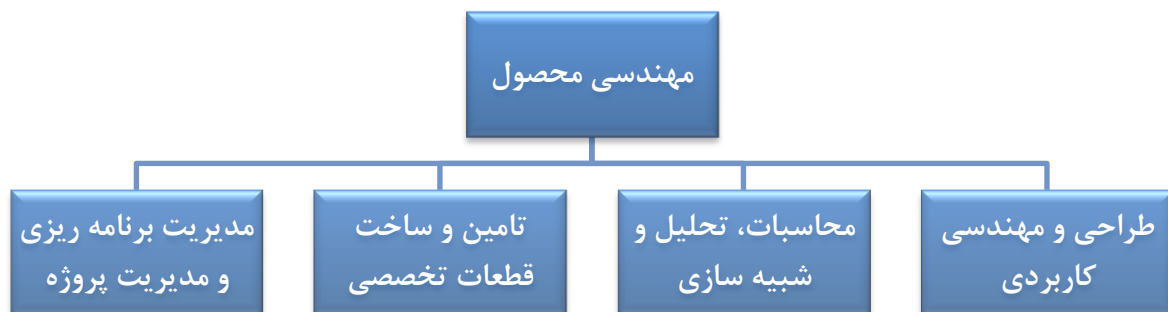 مهندسی محصول
طراحی و مهندسی
کاربردی
محاسبات، تحلیل و
شبیه سازی
تامین و ساخت
قطعات تخصصی
مدیریت برنامه ریزی
و مدیریت پروژه